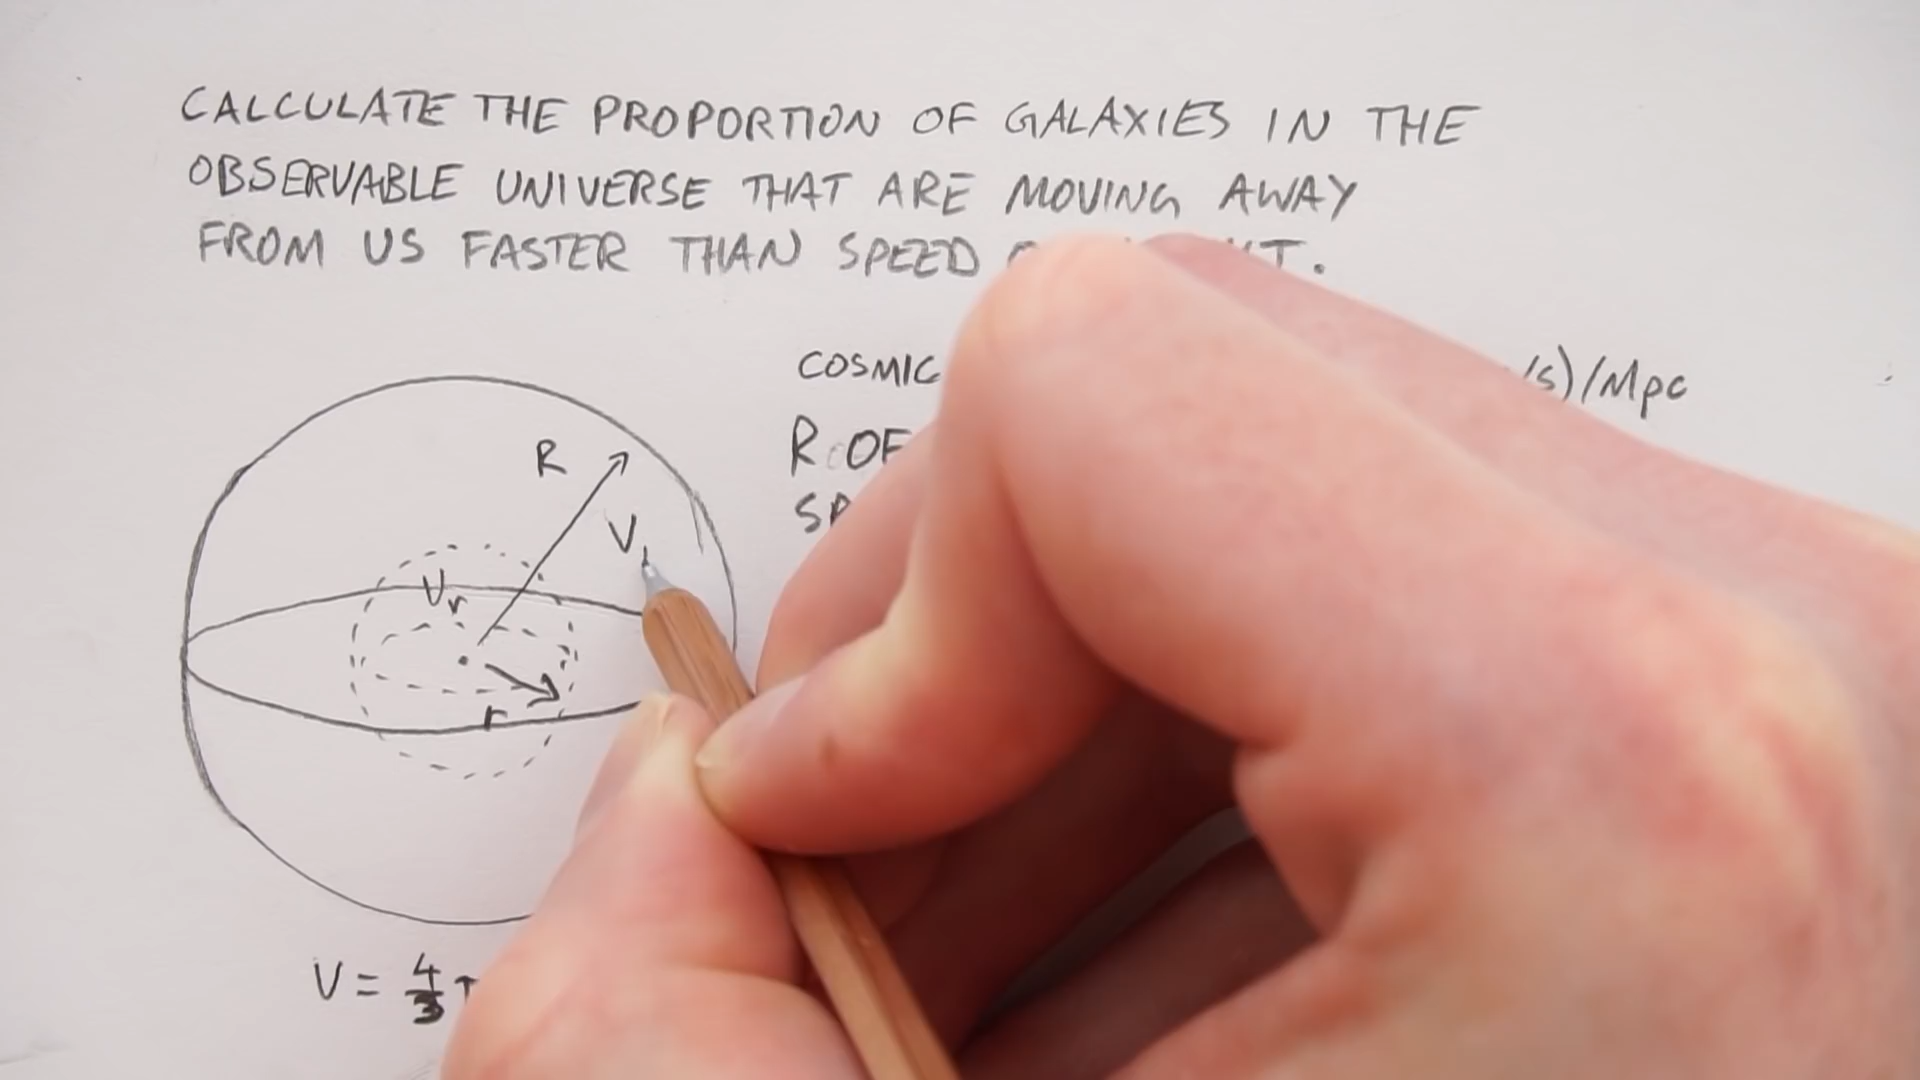 CALCULATE THE PROPORTION OF GALAXIES IN THE
OBSERVABLE UNIVERSE THAT ARE MOVING AWAY
FROM US FASTER THAN SPEED
COSMIC /s)/Mpc
R OF
R
V
Vr
r
V = 4/3